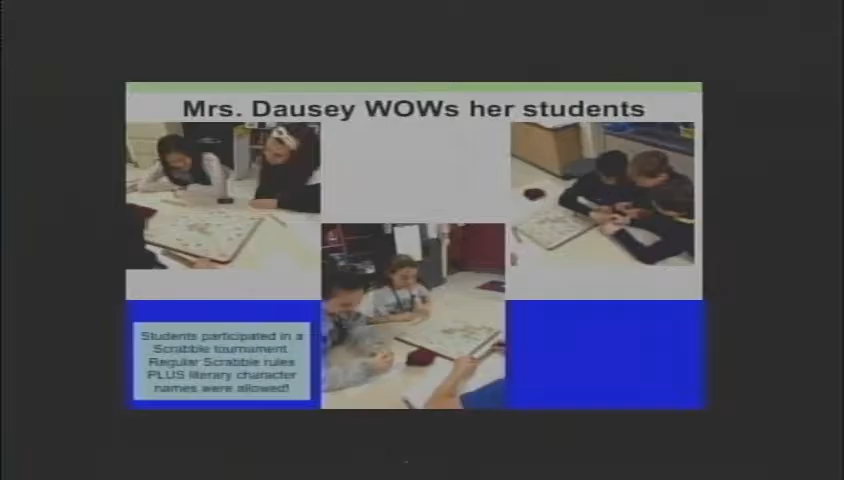 Mrs. Dausey WOWs her students
Students participated in a
Scrabble tournament
Regular Scrabble rules
PLUS literary character
names were allowed!